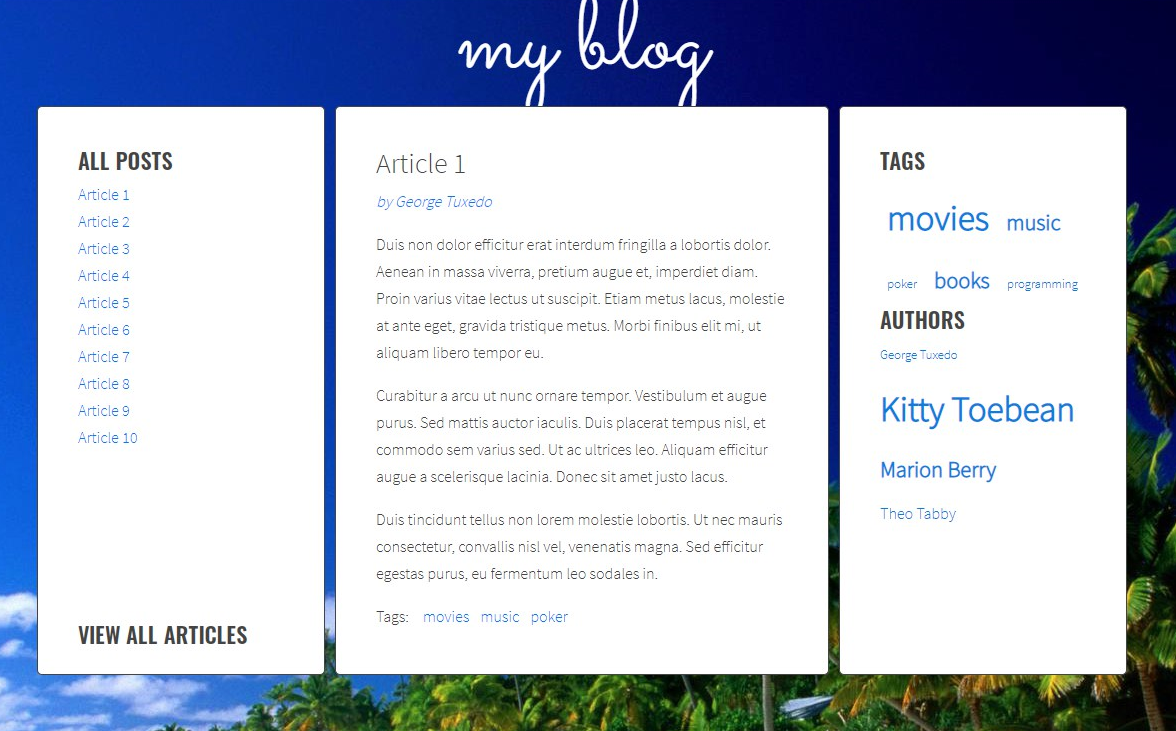 my blog
ALL POSTS
Article 1
Article 2
Article 3
Article 4
Article 5
Article 6
Article 7
Article 8
Article 9
Article 10
VIEW ALL ARTICLES
Article 1
by George Tuxedo
Duis non dolor efficitur erat interdum fringilla a lobortis dolor.
Aenean in massa viverra, pretium augue et, imperdiet diam.
Proin varius vitae lectus ut suscipit. Etiam metus lacus, molestie
at ante eget, gravida tristique metus. Morbi finibus elit mi, ut
aliquam libero tempor eu.
Curabitur a arcu ut nunc ornare tempor. Vestibulum et augue
purus. Sed mattis auctor iaculis. Duis placerat tempus nisl, et
commodo sem varius sed. Ut ac ultrices leo. Aliquam efficitur
augue a scelerisque lacinia. Donec sit amet justo lacus.
Duis tincidunt tellus non lorem molestie lobortis. Ut nec mauris
consectetur, convallis nisl vel, venenatis magna. Sed efficitur
egestas purus, eu fermentum leo sodales in.
Tags: movies music poker
TAGS
movies music
poker books programming
AUTHORS
George Tuxedo
Kitty Toebean
Marion Berry
Theo Tabby